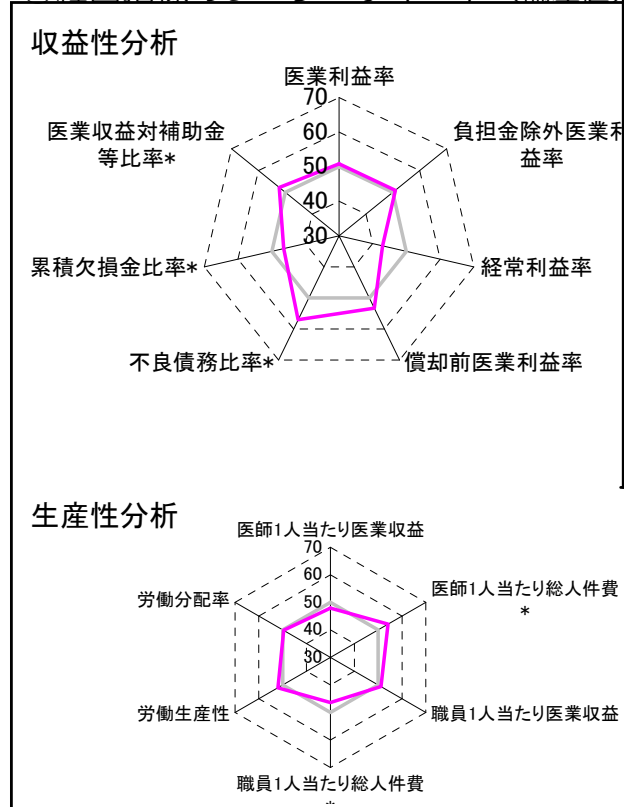 収益性分析
医業利益率
70
60
50
40
30
負担金除外医業利
益率
経常利益率
償却前医業利益率
不良債務比率*
累積欠損金比率*
医業収益対補助金
等比率*
生産性分析
医師1人当たり医業収益
70
60
50
40
30
医師1人当たり総人件費
*
職員1人当たり医業収益
職員1人当たり総人件費
*
労働生産性
労働分配率